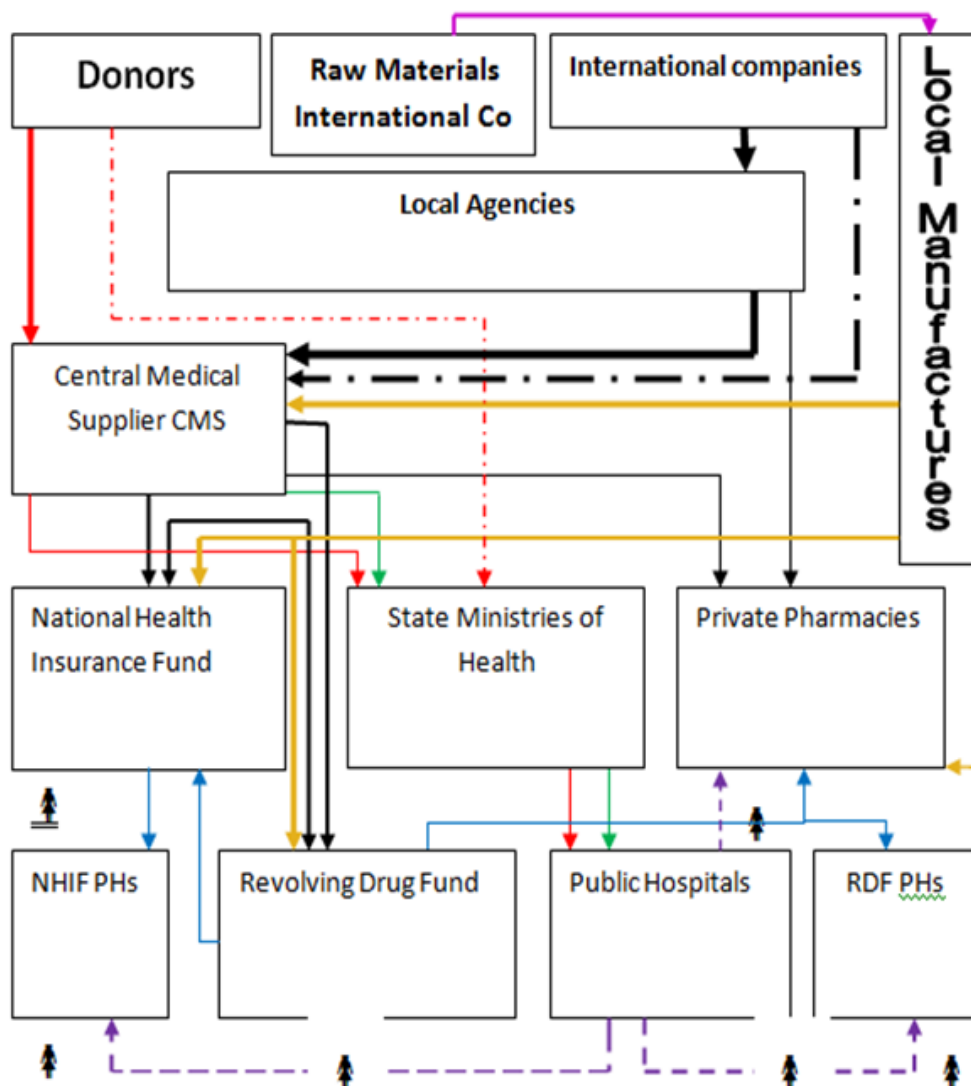 Donors
Raw Materials
International Co
International companies
Local Manufactures
Local Agencies
Central Medical
Supplier CMS
National Health
Insurance Fund
State Ministries of
Health
Private Pharmacies
NHIF PHs
Revolving Drug Fund
Public Hospitals
RDF PHs